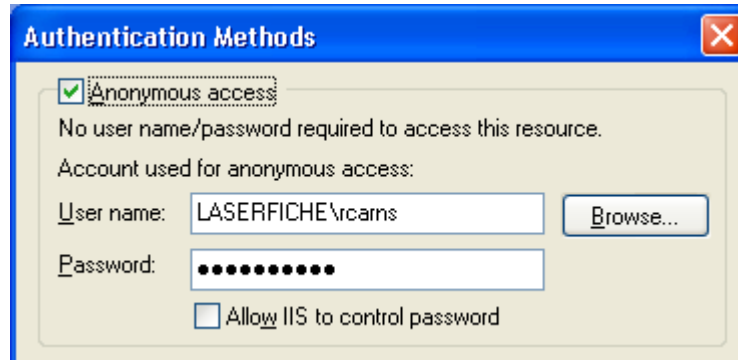 Authentication Methods
Anonymous access
No user name/password required to access this resource.
Account used for anonymous access:
User name: LASERFICHE\rcarns Browse...
Password: ●●●●●●●●●●
Allow IIS to control password